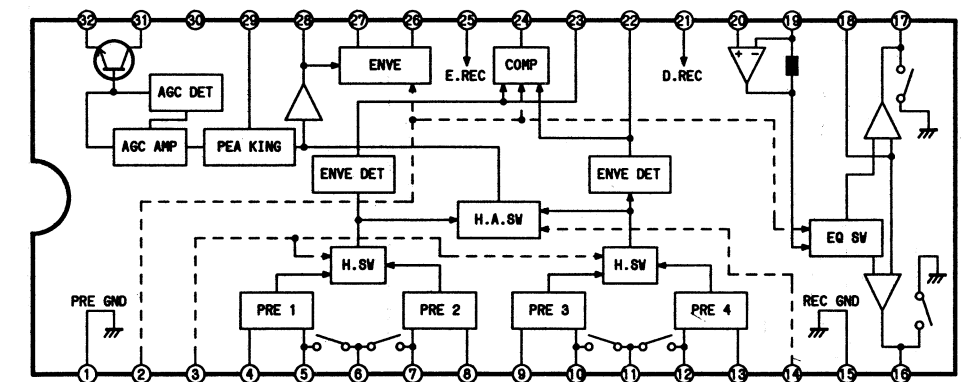 32 31 30 29 28 27 26 25 24 23 22 21 20 19 18 17
ENVE
COMP
E.REC
D.REC
+ −
AGC DET
AGC AMP
PEA KING
ENVE DET
ENVE DET
H.A.SW
EQ SW
H.SW
H.SW
PRE GND
PRE 1
PRE 2
PRE 3
PRE 4
REC GND
1 2 3 4 5 6 7 8 9 10 11 12 13 14 15 16